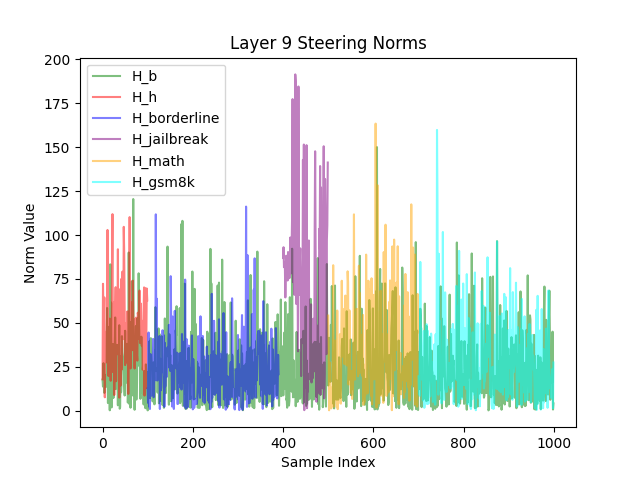 Layer 9 Steering Norms
H_b
H_h
H_borderline
H_jailbreak
H_math
H_gsm8k
Norm Value
200
175
150
125
100
75
50
25
0
0 200 400 600 800 1000
Sample Index